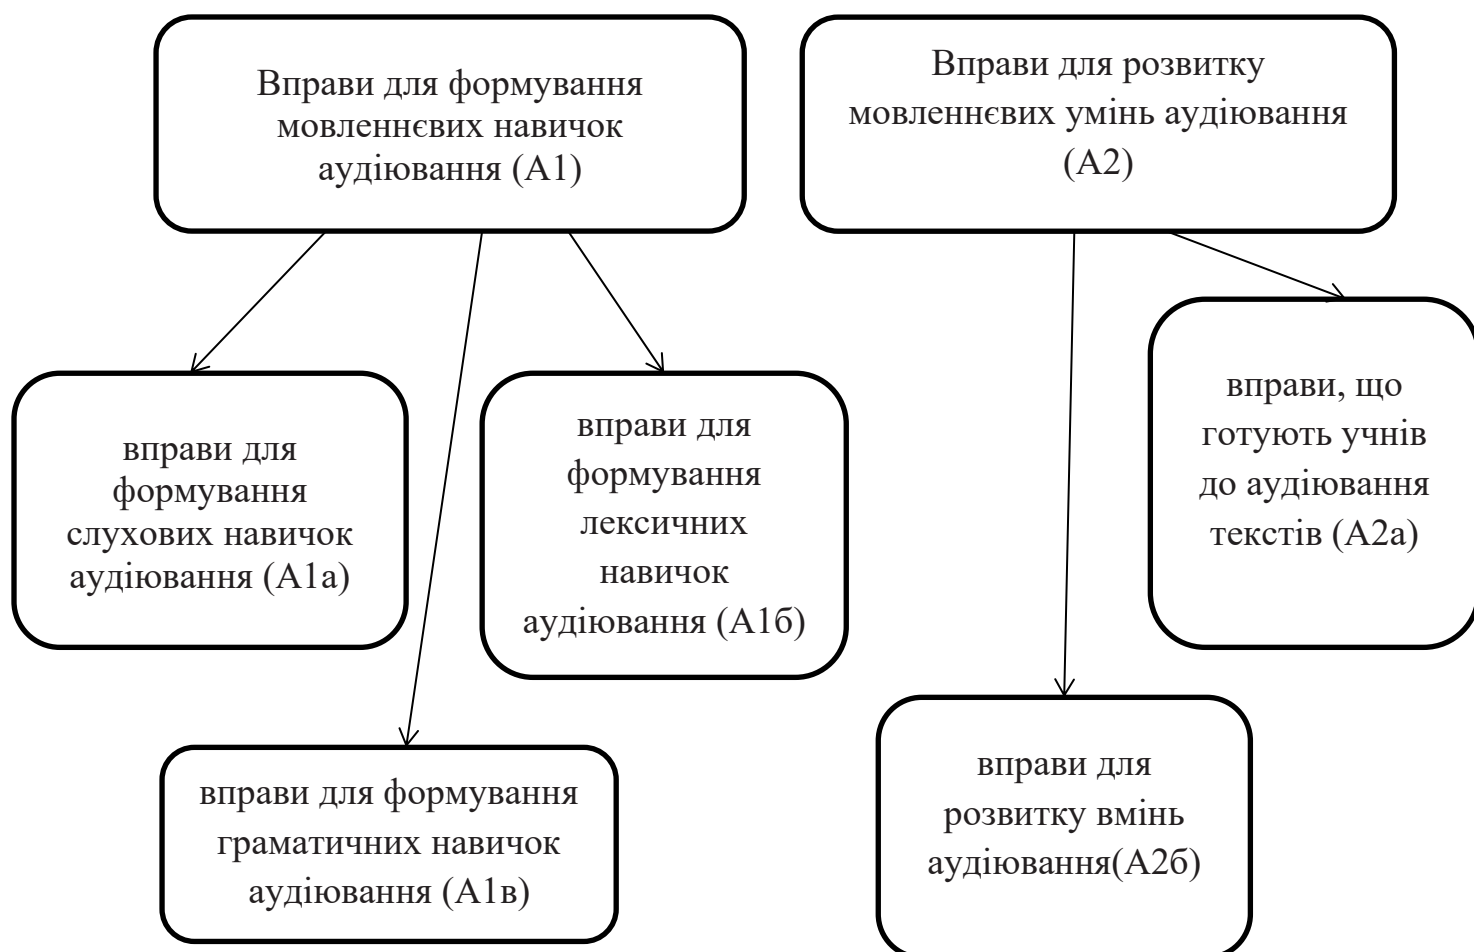 Вправи для формування
мовленнєвих навичок
аудіювання (А1)
Вправи для розвитку
мовленнєвих умінь аудіювання
(А2)
вправи для
формування
слухових навичок
аудіювання (А1а)
вправи для
формування
лексичних
навичок
аудіювання (А1б)
вправи, що
готують учнів
до аудіювання
текстів (А2а)
вправи для формування
граматичних навичок
аудіювання (А1в)
вправи для
розвитку вмінь
аудіювання(А2б)